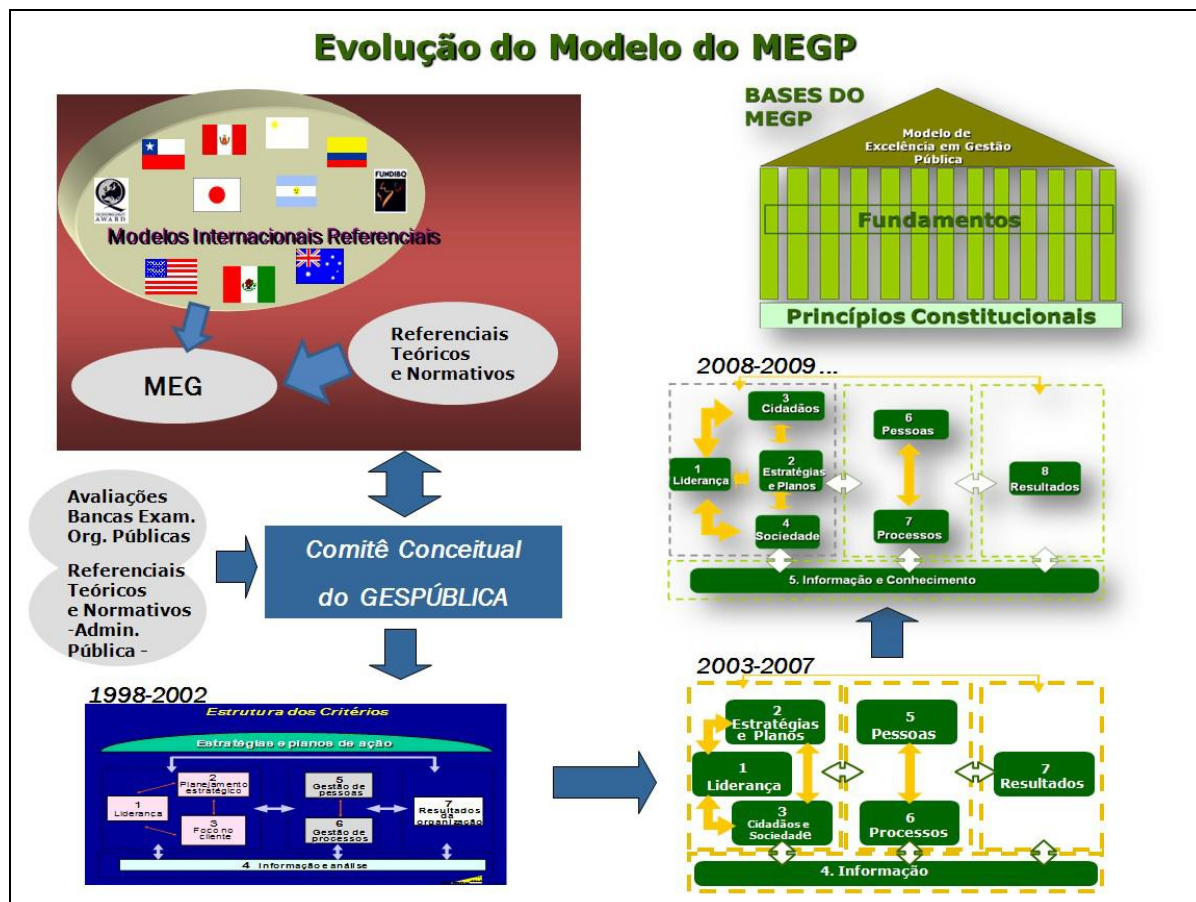 Evolução do Modelo do MEGP
FUNDIBQ
AWARD
Modelos Internacionais Referenciais
MEG
Referenciais
Teóricos
e Normativos
BASES DO
MEGP
Modelo de
Excelência em Gestão
Pública
Fundamentos
Princípios Constitucionais
Avaliações
Bancas Exam.
Org. Públicas
Referenciais
Teóricos
e Normativos
-Admin.
Pública -
Comitê Conceitual
do GESPÚBLICA
2008-2009 ...
3
Cidadãos
1
Liderança
2
Estratégias
e Planos
4
Sociedade
6
Pessoas
7
Processos
8
Resultados
5. Informação e Conhecimento
1998-2002
Estrutura dos Critérios
Estratégias e planos de ação
2
Planejamento
estratégico
1
Liderança
3
Foco no
cliente
5
Gestão de
pessoas
6
Gestão de
processos
7
Resultados
da
organização
4 Informação e análise
2003-2007
2
Estratégias
e Planos
1
Liderança
3
Cidadãos e
Sociedade
5
Pessoas
6
Processos
7
Resultados
4. Informação